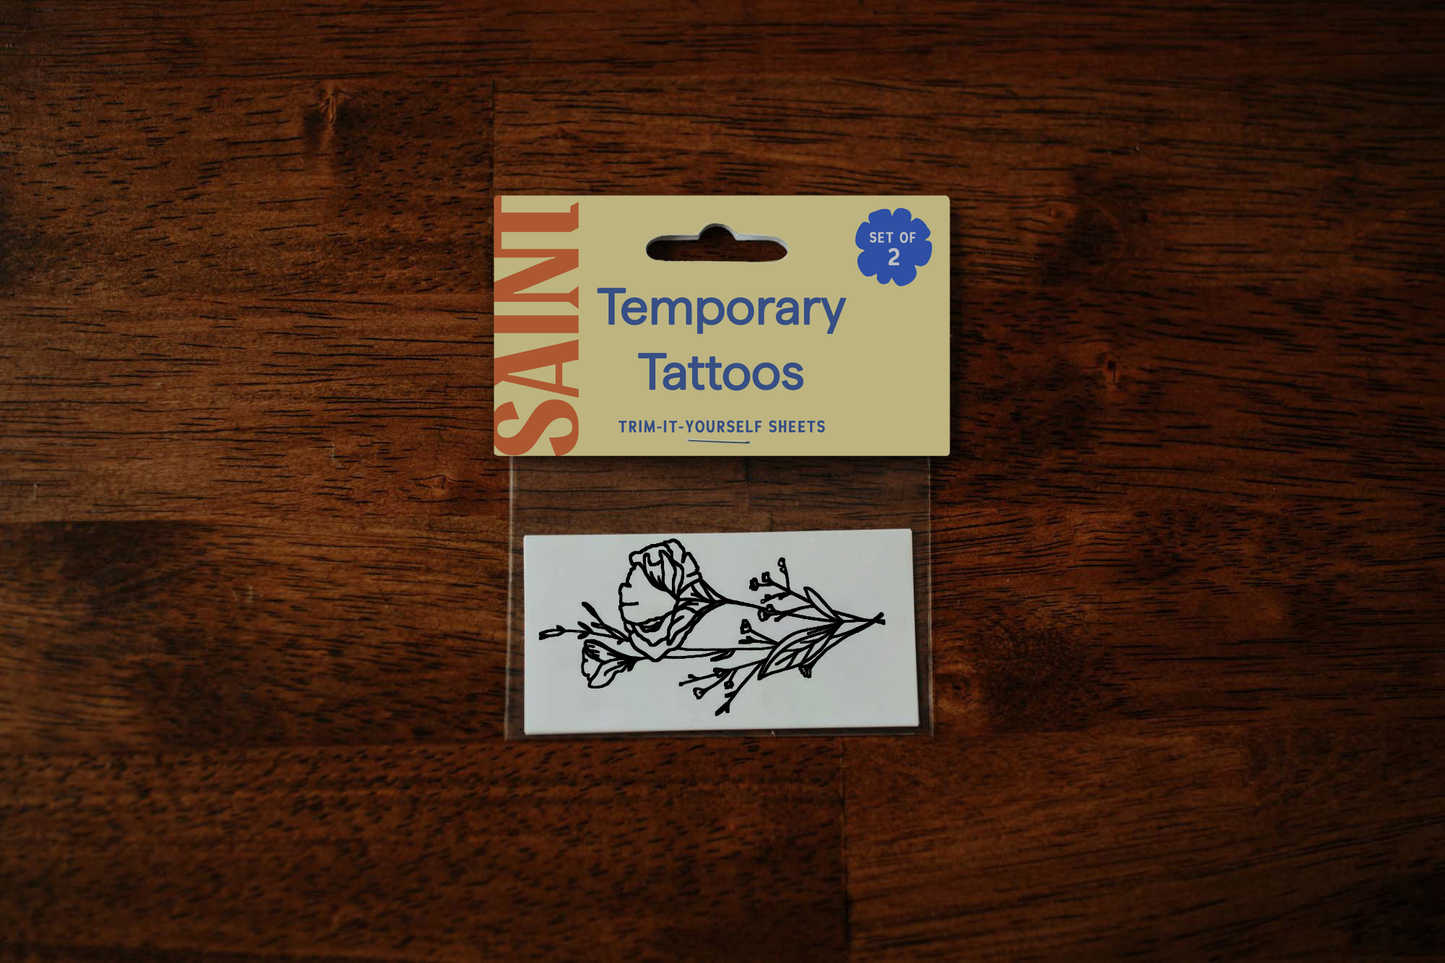 SAINT
SET OF
2
Temporary
Tattoos
TRIM-IT-YOURSELF SHEETS